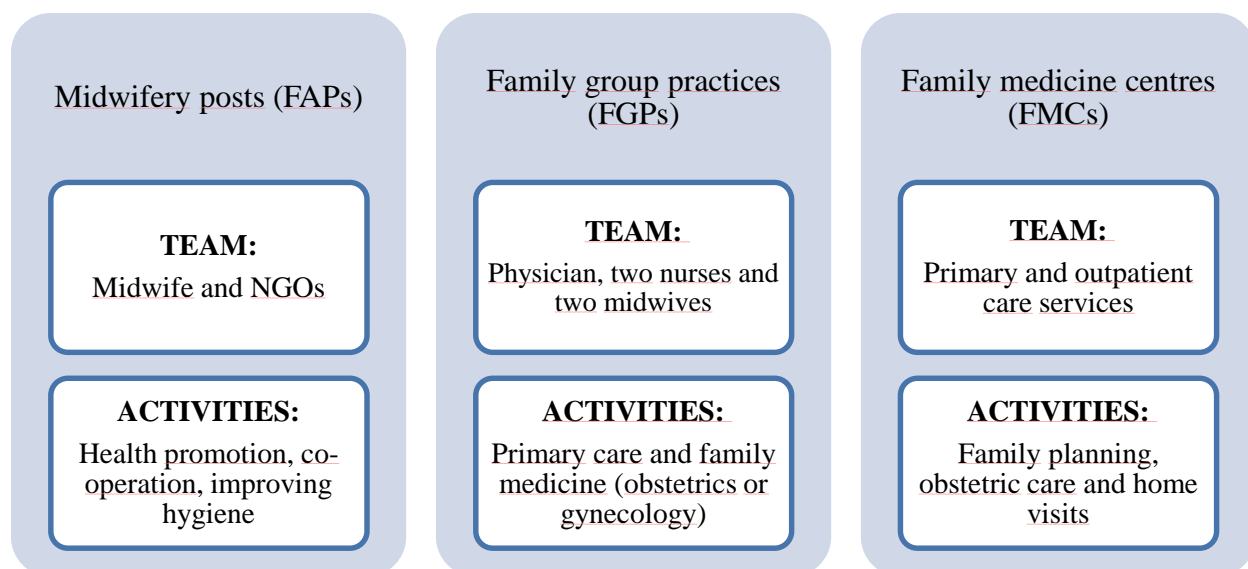 Midwifery posts (FAPs)
TEAM:
Midwife and NGOs
ACTIVITIES:
Health promotion, co-
operation, improving
hygiene
Family group practices
(FGPs)
TEAM:
Physician, two nurses and
two midwives
ACTIVITIES:
Primary care and family
medicine (obstetrics or
gynecology)
Family medicine centres
(FMCs)
TEAM:
Primary and outpatient
care services
ACTIVITIES:
Family planning,
obstetric care and home
visits